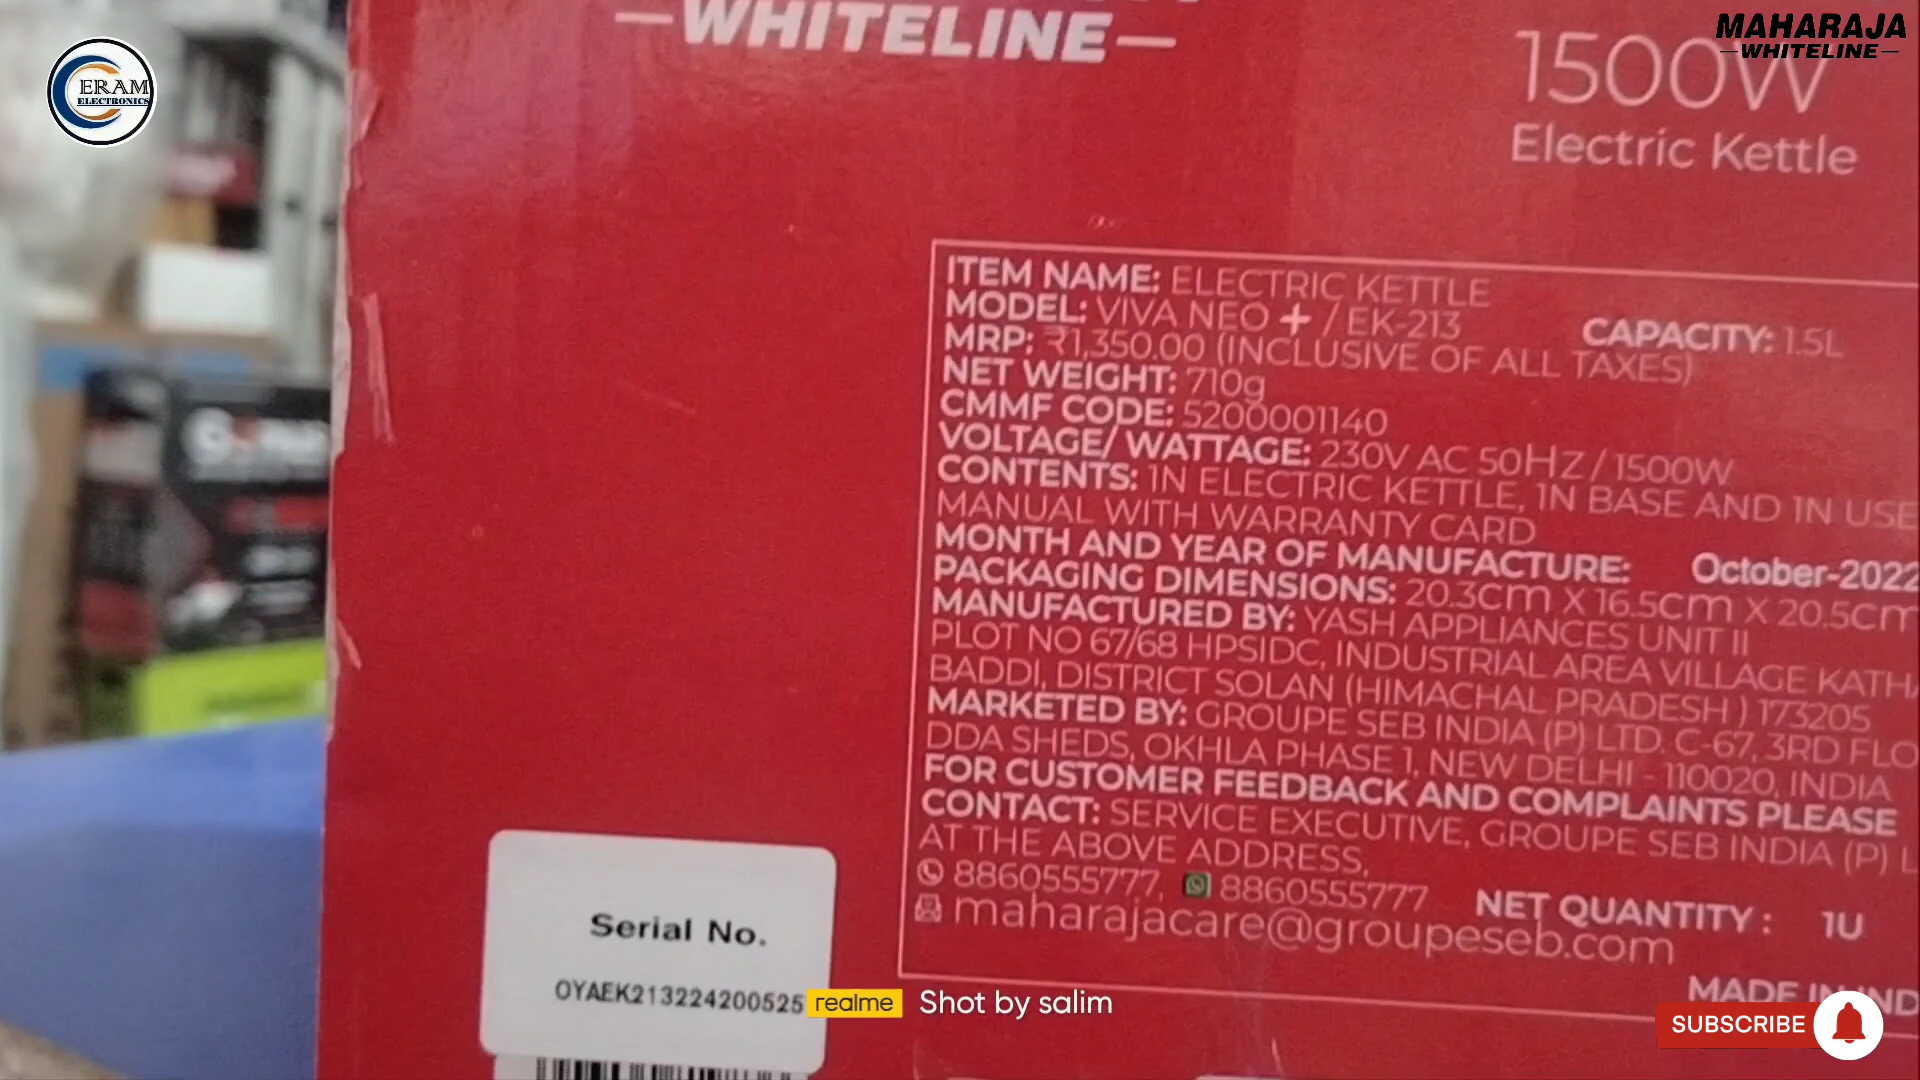 — WHITELINE —
MAHARAJA
— WHITELINE —
ERAM
ELECTRONICS
1500W
Electric Kettle
ITEM NAME: ELECTRIC KETTLE
MODEL: VIVA NEO + / EK-213
CAPACITY: 1.5L
MRP: ₹1,350.00 (INCLUSIVE OF ALL TAXES)
NET WEIGHT: 710g
CMMF CODE: 5200001140
VOLTAGE/ WATTAGE: 230V AC 50HZ / 1500W
CONTENTS: 1N ELECTRIC KETTLE, 1N BASE AND 1N USE
MANUAL WITH WARRANTY CARD
MONTH AND YEAR OF MANUFACTURE: October-2022
PACKAGING DIMENSIONS: 20.3cm X 16.5cm X 20.5cm
MANUFACTURED BY: YASH APPLIANCES UNIT II
PLOT NO 67/68 HPSIDC, INDUSTRIAL AREA VILLAGE KATHA
BADDI, DISTRICT SOLAN (HIMACHAL PRADESH ) 173205
MARKETED BY: GROUPE SEB INDIA (P) LTD. C-67, 3RD FLO
DDA SHEDS, OKHLA PHASE 1, NEW DELHI - 110020, INDIA
FOR CUSTOMER FEEDBACK AND COMPLAINTS PLEASE
CONTACT: SERVICE EXECUTIVE, GROUPE SEB INDIA (P) L
AT THE ABOVE ADDRESS,
8860555777, 8860555777
NET QUANTITY : 1U
maharajacare@groupeseb.com
MADE IN IND
Serial No.
OYAEK213224200525
realme Shot by salim
SUBSCRIBE